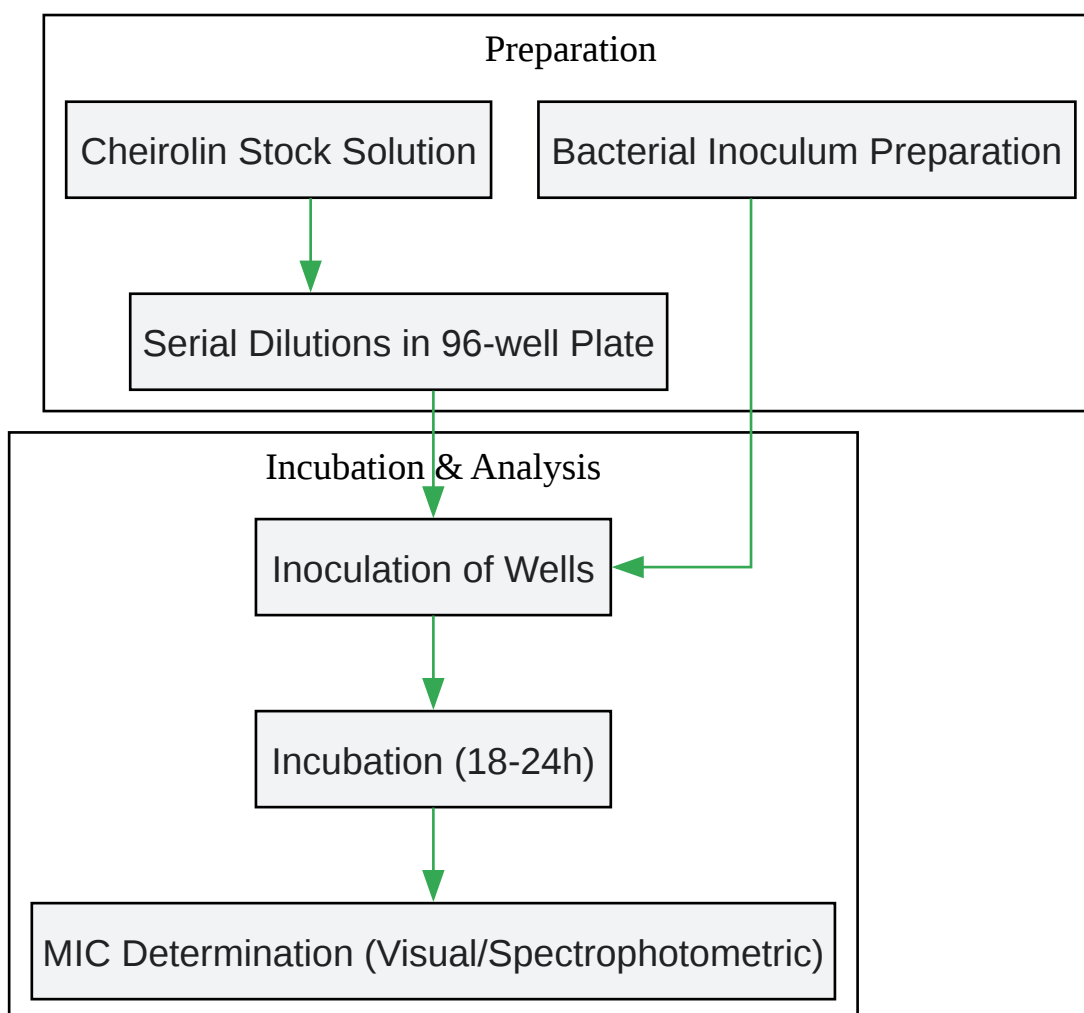 Preparation
Cheirolin Stock Solution
Bacterial Inoculum Preparation
Serial Dilutions in 96-well Plate
Incubation & Analysis
Inoculation of Wells
Incubation (18-24h)
MIC Determination (Visual/Spectrophotometric)